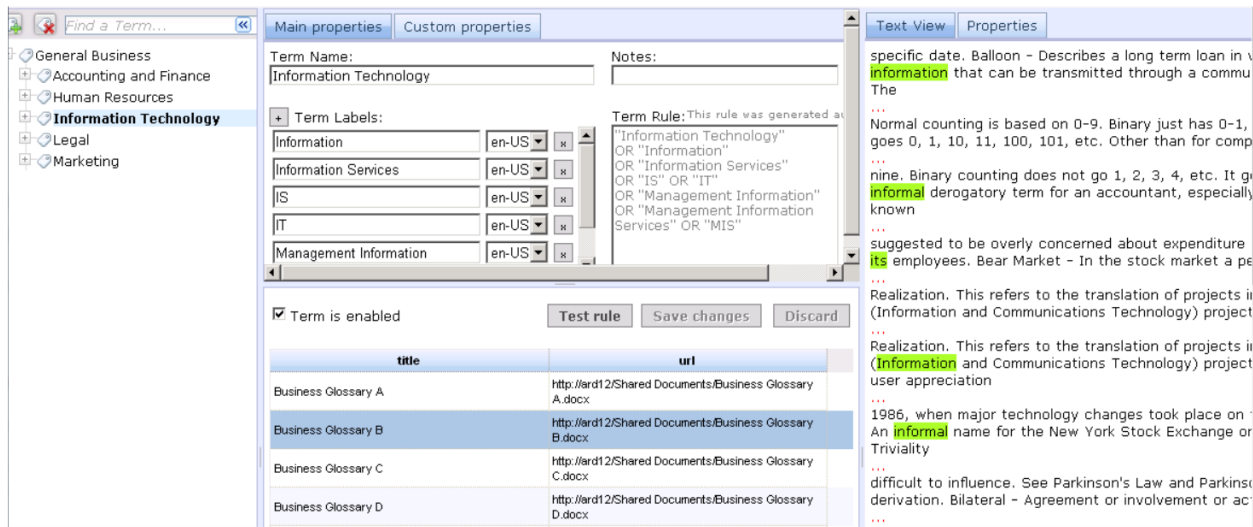 Find a Term...
General Business
Accounting and Finance
Human Resources
Information Technology
Legal
Marketing
Main properties
Custom properties
Term Name:
Information Technology
Notes:
+ Term Labels:
Information
en-US
x
Information Services
en-US
x
IS
en-US
x
IT
en-US
x
Management Information
en-US
x
Term Rule: This rule was generated
"Information Technology"
OR "Information"
OR "Information Services"
OR "IS" OR "IT"
OR "Management Information"
OR "Management Information
Services" OR "MIS"
Term is enabled
Test rule
Save changes
Discard
title
url
Business Glossary A
http://ard12/Shared Documents/Business Glossary
A.docx
Business Glossary B
http://ard12/Shared Documents/Business Glossary
B.docx
Business Glossary C
http://ard12/Shared Documents/Business Glossary
C.docx
Business Glossary D
http://ard12/Shared Documents/Business Glossary
D.docx
Text View
Properties
specific date. Balloon - Describes a long term loan in
information that can be transmitted through a
The
...
Normal counting is based on 0-9. Binary just has 0-1,
goes 0, 1, 10, 11, 100, 101, etc. Other than for
...
nine. Binary counting does not go 1, 2, 3, 4, etc. It
informal derogatory term for an accountant, especially
known
...
suggested to be overly concerned about expenditure
its employees. Bear Market - In the stock market a
...
Realization. This refers to the translation of projects
(Information and Communications Technology) project
...
Realization. This refers to the translation of projects
(Information and Communications Technology) project
user appreciation
...
1986, when major technology changes took place on
An informal name for the New York Stock Exchange or
Triviality
...
difficult to influence. See Parkinson's Law and
derivation. Bilateral - Agreement or involvement or
...